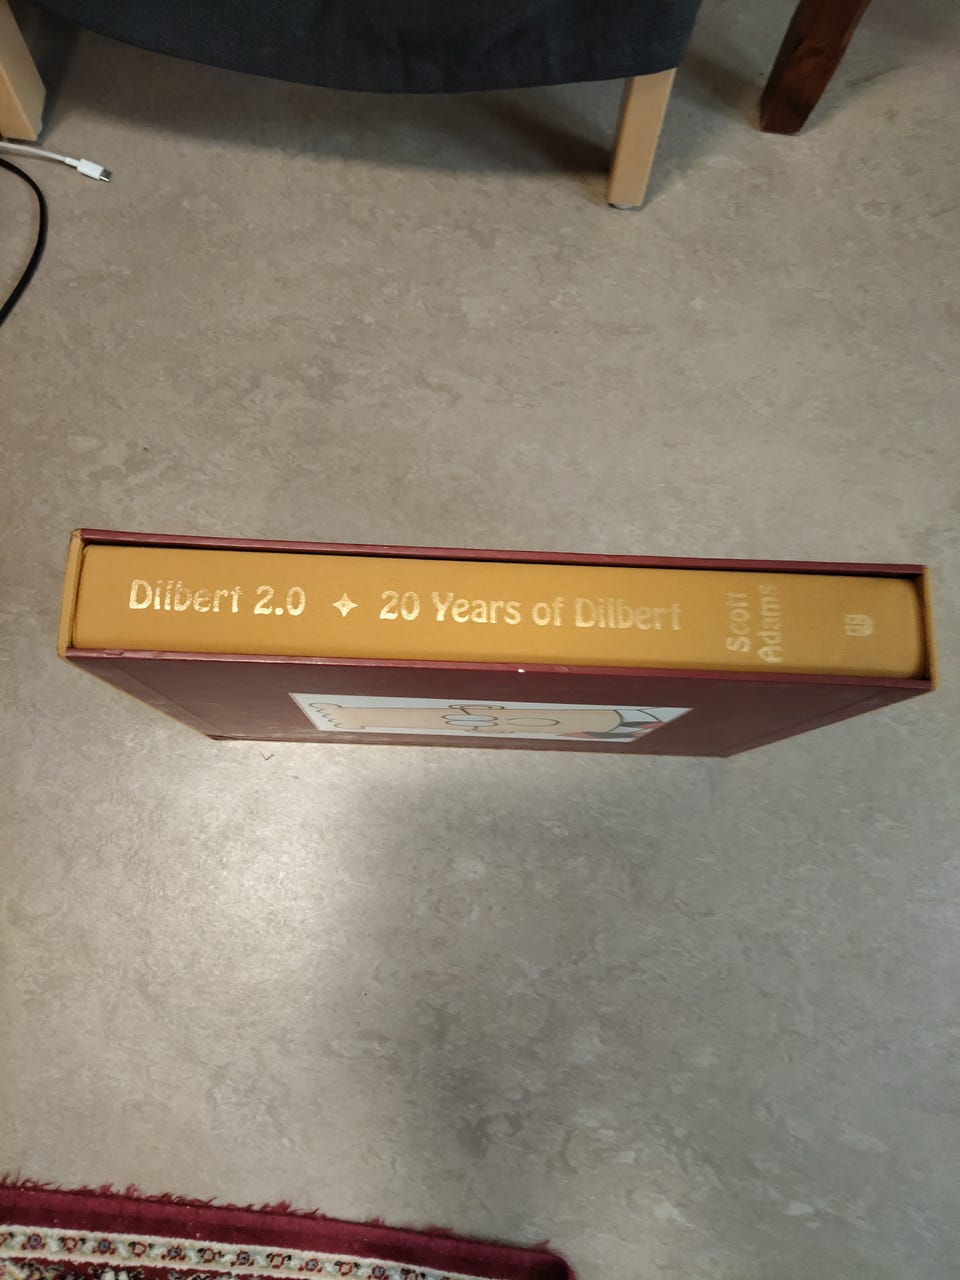 Dilbert 2.0 ✦ 20 Years of Dilbert
Scott
Adams